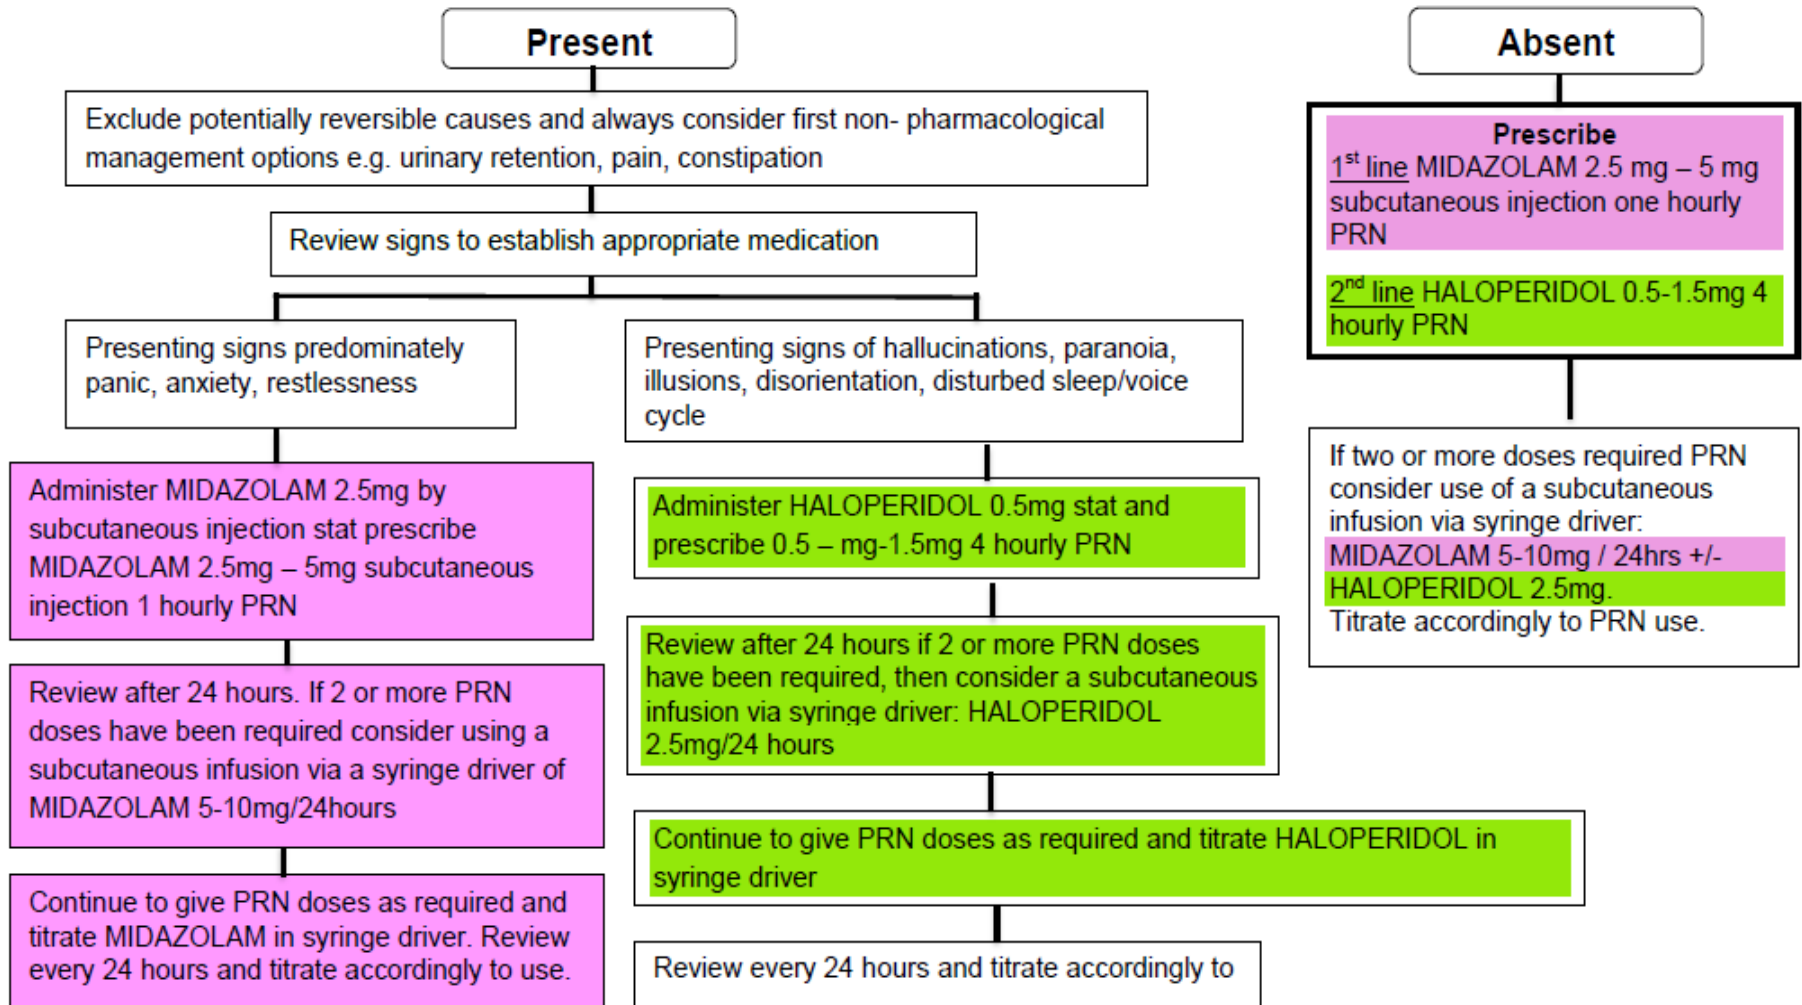 Present
Exclude potentially reversible causes and always consider first non- pharmacological
management options e.g. urinary retention, pain, constipation
Review signs to establish appropriate medication
Presenting signs predominately
panic, anxiety, restlessness
Administer MIDAZOLAM 2.5mg by
subcutaneous injection stat prescribe
MIDAZOLAM 2.5mg – 5mg subcutaneous
injection 1 hourly PRN
Review after 24 hours. If 2 or more PRN
doses have been required consider using a
subcutaneous infusion via a syringe driver of
MIDAZOLAM 5-10mg/24hours
Continue to give PRN doses as required and
titrate MIDAZOLAM in syringe driver. Review
every 24 hours and titrate accordingly to use.
Presenting signs of hallucinations, paranoia,
illusions, disorientation, disturbed sleep/voice
cycle
Administer HALOPERIDOL 0.5mg stat and
prescribe 0.5 – mg-1.5mg 4 hourly PRN
Review after 24 hours if 2 or more PRN doses
have been required, then consider a subcutaneous
infusion via syringe driver: HALOPERIDOL
2.5mg/24 hours
Continue to give PRN doses as required and titrate HALOPERIDOL in
syringe driver
Review every 24 hours and titrate accordingly to
Absent
Prescribe
1st line MIDAZOLAM 2.5 mg – 5 mg
subcutaneous injection one hourly
PRN
2nd line HALOPERIDOL 0.5-1.5mg 4
hourly PRN
If two or more doses required PRN
consider use of a subcutaneous
infusion via syringe driver:
MIDAZOLAM 5-10mg / 24hrs +/-
HALOPERIDOL 2.5mg.
Titrate accordingly to PRN use.